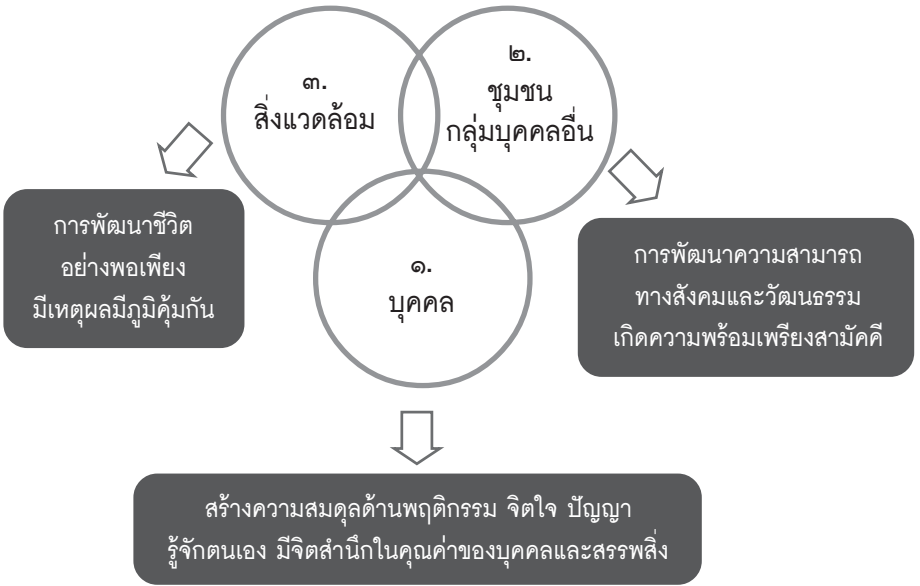 ๓.
สิ่งแวดล้อม
๒.
ชุมชน
กลุ่มบุคคลอื่น
๑.
บุคคล
การพัฒนาชีวิต
อย่างพอเพียง
มีเหตุผลมีภูมิคุ้มกัน
การพัฒนาความสามารถ
ทางสังคมและวัฒนธรรม
เกิดความพร้อมเพรียงสามัคคี
สร้างความสมดุลด้านพฤติกรรม จิตใจ ปัญญา
รู้จักตนเอง มีจิตสำนึกในคุณค่าของบุคคลและสรรพสิ่ง